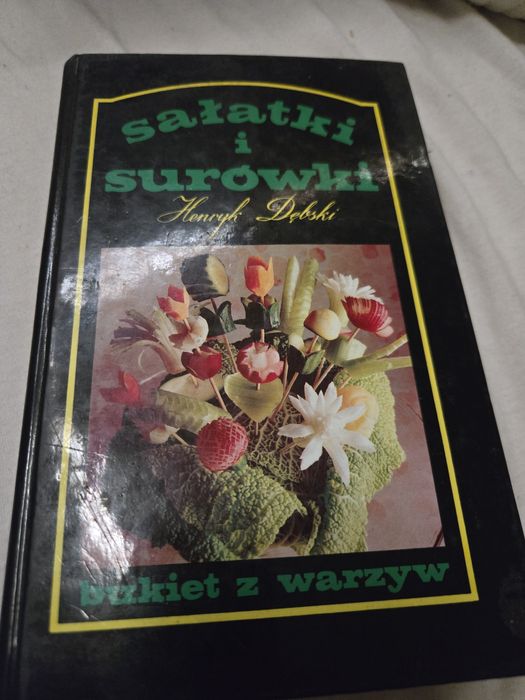 sałatki
i
surówki
Henryk Dębski
bukiet z warzyw